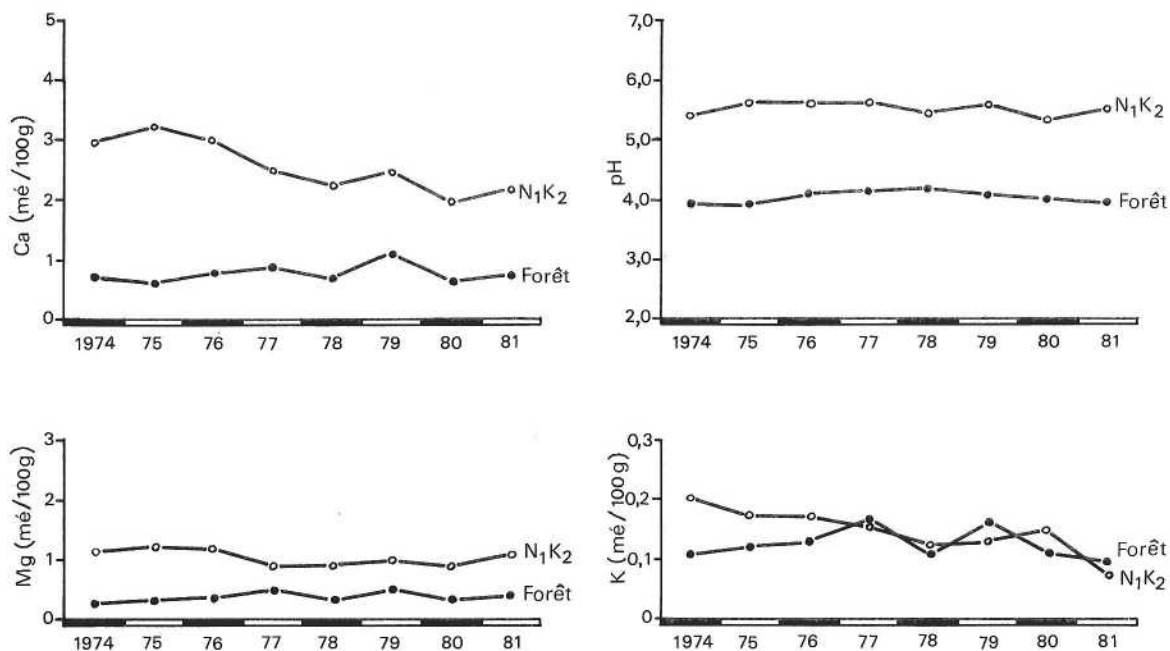 Ca (mé/100g)
5
4
3
2
1
0
N₁K₂
Forêt
1974 75 76 77 78 79 80 81
pH
7,0
6,0
5,0
4,0
3,0
2,0
N₁K₂
Forêt
1974 75 76 77 78 79 80 81
Mg (mé/100g)
3
2
1
0
N₁K₂
Forêt
1974 75 76 77 78 79 80 81
K (mé/100g)
0,3
0,2
0,1
0
Forêt
N₁K₂
1974 75 76 77 78 79 80 81